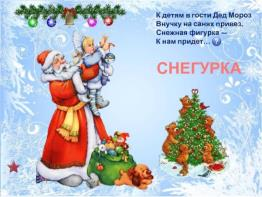 К детям в гости Дед Мороз
Внучку на санях привез.
Снежная фигурка –
К нам придет... ?
СНЕГУРКА